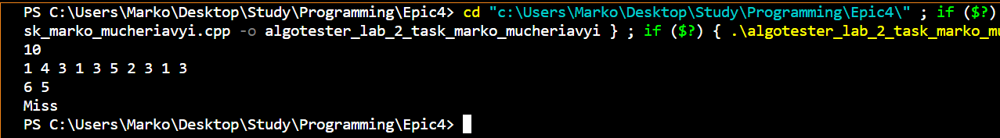 PS C:\Users\Marko\Desktop\Study\Programming\Epic4> cd "c:\Users\Marko\Desktop\Study\Programming\Epic4\" ; if ($?)
sk_marko_mucheriavyi.cpp -o algotester_lab_2_task_marko_mucheriavyi } ; if ($?) { .\algotester_lab_2_task_marko_mu
10
1 4 3 1 3 5 2 3 1 3
6 5
Miss
PS C:\Users\Marko\Desktop\Study\Programming\Epic4>